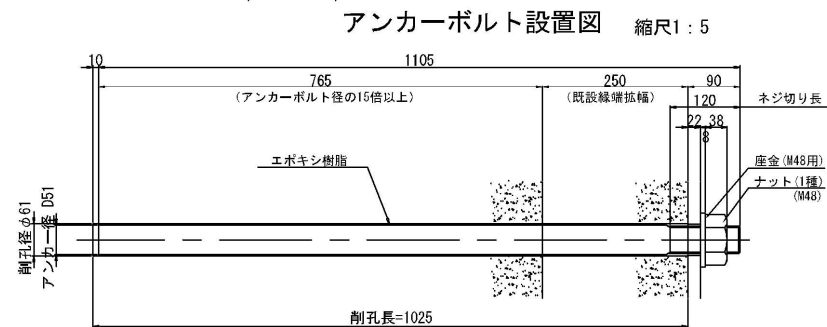 アンカーボルト設置図 縮尺1：5
10 1105
765 250 90
(アンカーボルト径の15倍以上) (既設縁端拡幅) 120 ネジ切り長
22 38
8
エポキシ樹脂 座金(M48用)
ナット(1種)
(M48)
削孔径φ61
アンカー径 D51
削孔長=1025